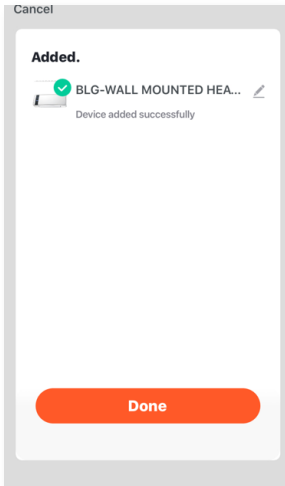 Cancel
Added.
BLG-WALL MOUNTED HEA...
Device added successfully
Done